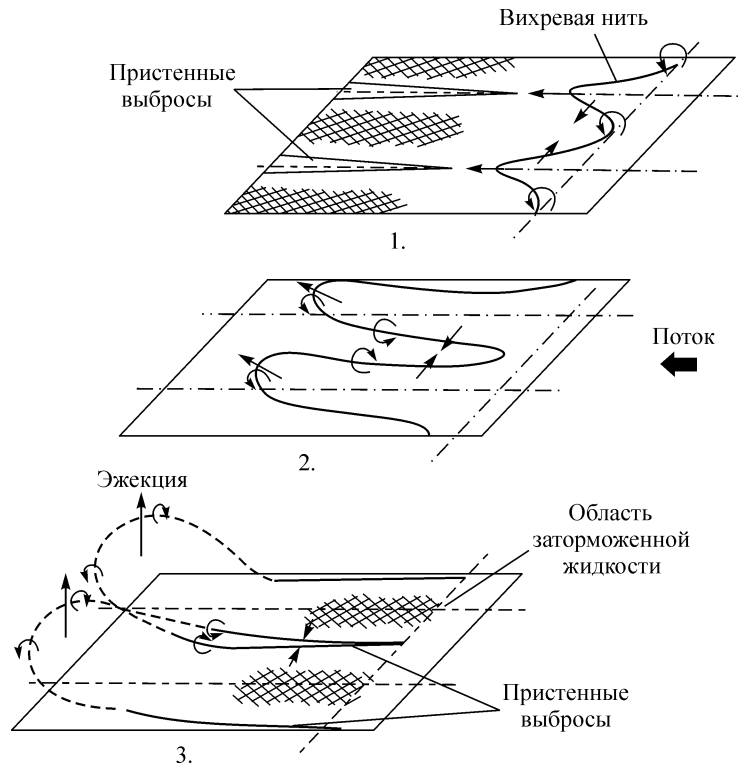 Вихревая нить
Пристенные
выбросы
1.
Поток
2.
Эжекция
Область
заторможенной
жидкости
Пристенные
выбросы
3.